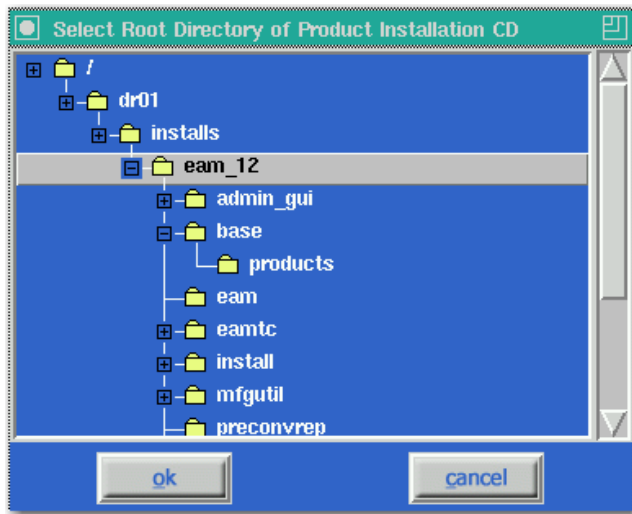 Select Root Directory of Product Installation CD
/
dr01
installs
eam_12
admin_gui
base
products
eam
eamtc
install
mfgutil
preconvrep
ok
cancel